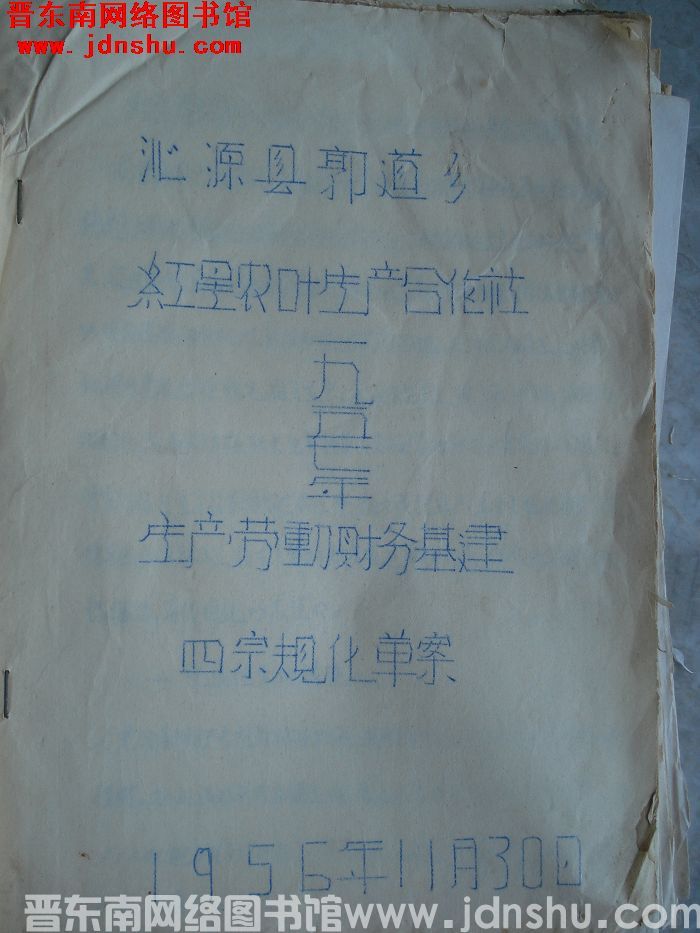 晋东南网络图书馆
www.jdnshu.com
沁源县郭道乡
紅星农叶生产合作社
一九五七年
生产劳動财务基建
四宗规化草案
1956年11月30日
晋东南网络图书馆www.jdnshu.com